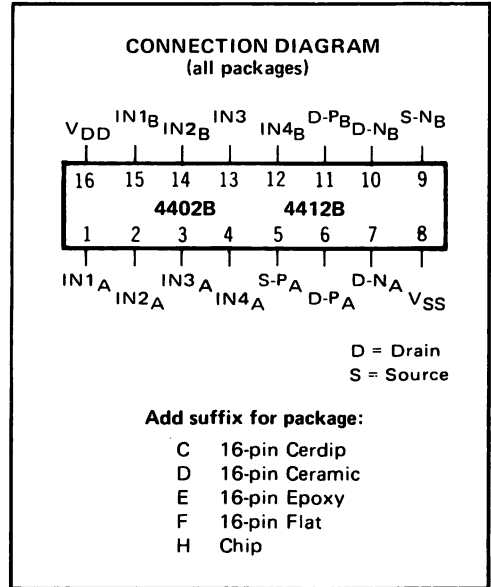 CONNECTION DIAGRAM
(all packages)
VDD IN1B IN2B IN3 IN4B D-PB D-NB S-NB
16 15 14 13 12 11 10 9
4402B 4412B
1 2 3 4 5 6 7 8
IN1A IN2A IN3A IN4A S-PA D-PA D-NA VSS
D = Drain
S = Source
Add suffix for package:
C 16-pin Cerdip
D 16-pin Ceramic
E 16-pin Epoxy
F 16-pin Flat
H Chip